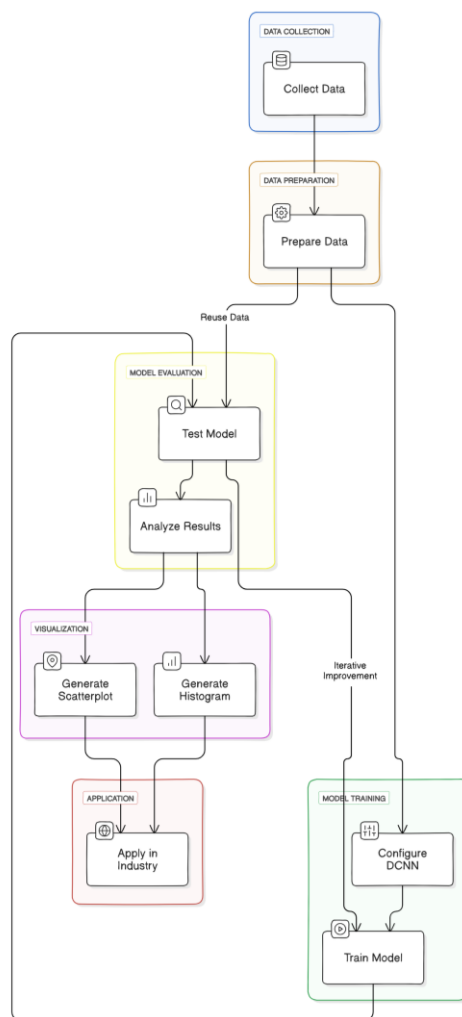 DATA COLLECTION
Collect Data
DATA PREPARATION
Prepare Data
Reuse Data
MODEL EVALUATION
Test Model
Analyze Results
VISUALIZATION
Generate
Scatterplot
Generate
Histogram
Iterative
Improvement
APPLICATION
Apply in
Industry
MODEL TRAINING
Configure
DCNN
Train Model